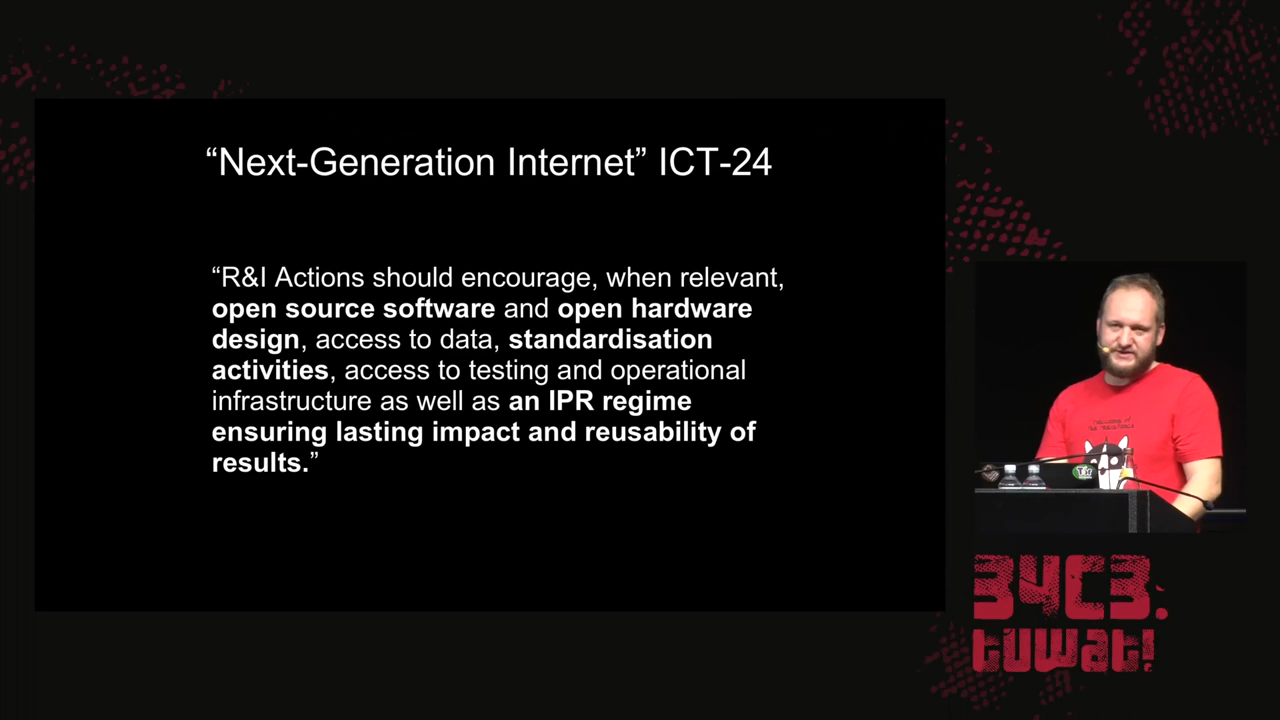 “Next-Generation Internet” ICT-24
“R&I Actions should encourage, when relevant,
open source software and open hardware
design, access to data, standardisation
activities, access to testing and operational
infrastructure as well as an IPR regime
ensuring lasting impact and reusability of
results.”
34C3.
tuwat!